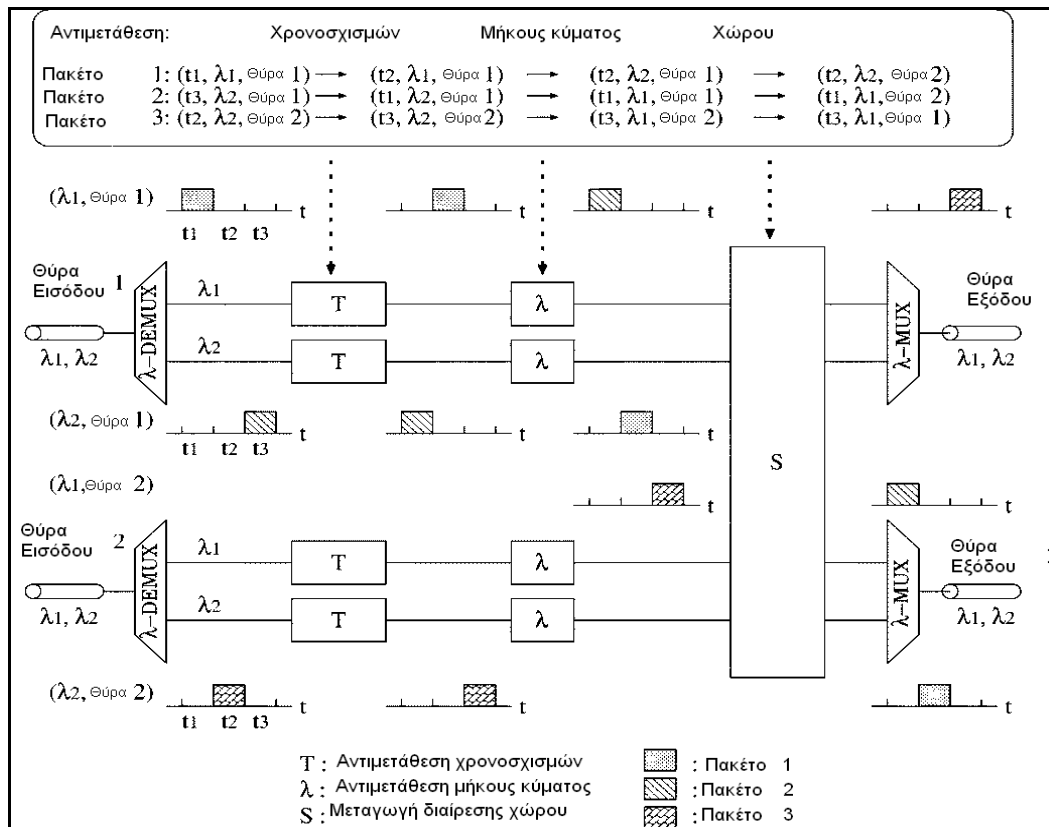 Αντιμετάθεση: Χρονοσχισμών Μήκους κύματος Χώρου
Πακέτο 1: (t1, λ1, Θύρα 1) (t2, λ1, Θύρα 1) (t2, λ2, Θύρα 1) (t2, λ2, Θύρα 2)
Πακέτο 2: (t3, λ2, Θύρα 1) (t1, λ2, Θύρα 1) (t1, λ1, Θύρα 1) (t1, λ1, Θύρα 2)
Πακέτο 3: (t2, λ2, Θύρα 2) (t3, λ2, Θύρα 2) (t3, λ1, Θύρα 2) (t3, λ1, Θύρα 1)
(λ1, Θύρα 1) t t t t
t1 t2 t3
Θύρα Εισόδου 1
λ1, λ2
λ-DEMUX
λ1 T λ
λ2 T λ
S
λ-MUX
Θύρα Εξόδου
λ1, λ2
(λ2, Θύρα 1) t t t
t1 t2 t3
(λ1, Θύρα 2) t t
Θύρα Εισόδου 2
λ1, λ2
λ-DEMUX
λ1 T λ
λ2 T λ
λ-MUX
Θύρα Εξόδου
λ1, λ2
(λ2, Θύρα 2) t t t
t1 t2 t3
T : Αντιμετάθεση χρονοσχισμών : Πακέτο 1
λ : Αντιμετάθεση μήκους κύματος : Πακέτο 2
S : Μεταγωγή διαίρεσης χώρου : Πακέτο 3